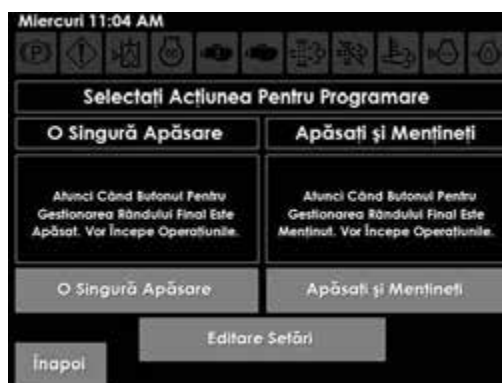 Miercuri 11:04 AM
Selectați Acțiunea Pentru Programare
O Singură Apăsare
Apăsați și Mențineți
Atunci Când Butonul Pentru
Gestionarea Rândului Final Este
Apăsat. Vor Începe Operațiunile.
Atunci Când Butonul Pentru
Gestionarea Rândului Final Este
Menținut. Vor Începe Operațiunile.
O Singură Apăsare
Apăsați și Mențineți
Editare Setări
Înapoi